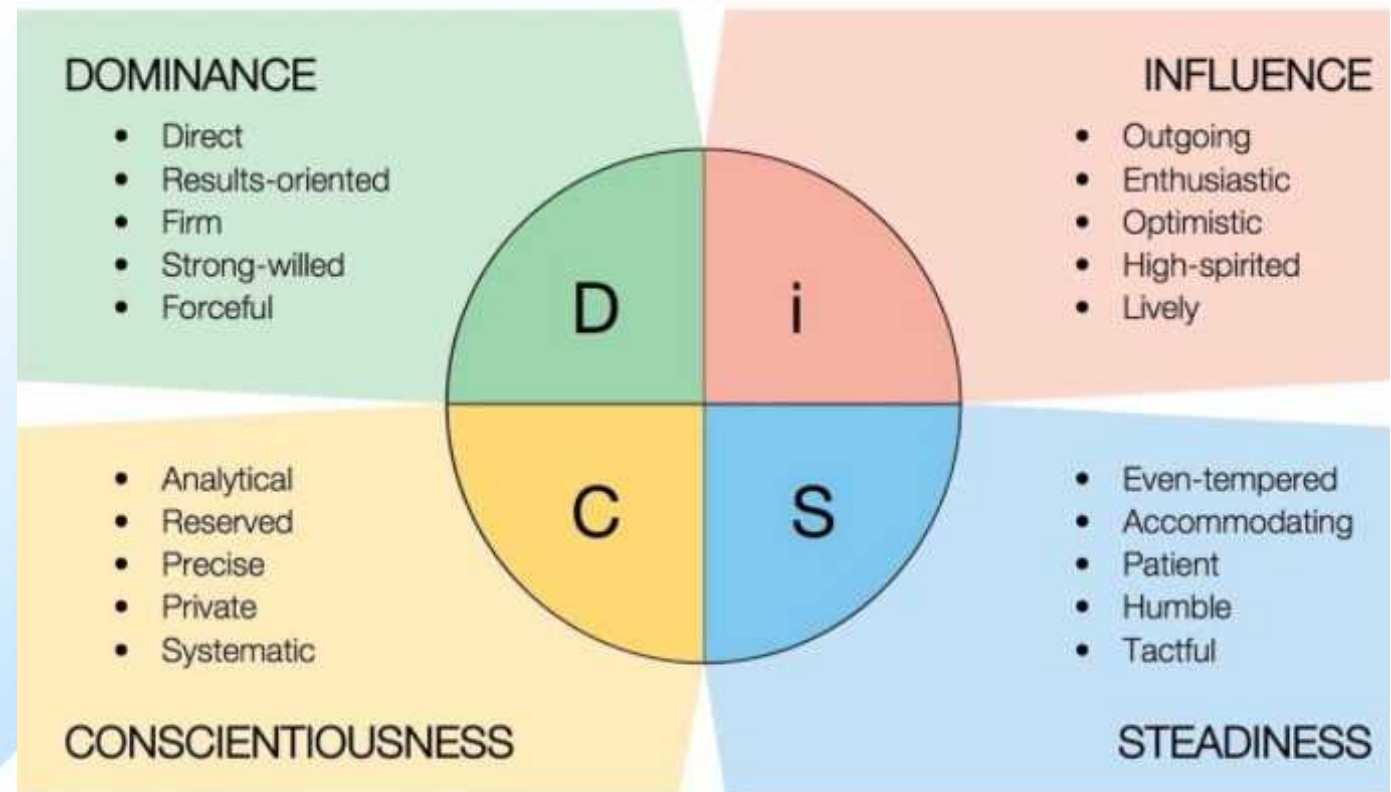 DOMINANCE
• Direct
• Results-oriented
• Firm
• Strong-willed
• Forceful
INFLUENCE
• Outgoing
• Enthusiastic
• Optimistic
• High-spirited
• Lively
D
i
C
S
• Analytical
• Reserved
• Precise
• Private
• Systematic
CONSCIENTIOUSNESS
• Even-tempered
• Accommodating
• Patient
• Humble
• Tactful
STEADINESS